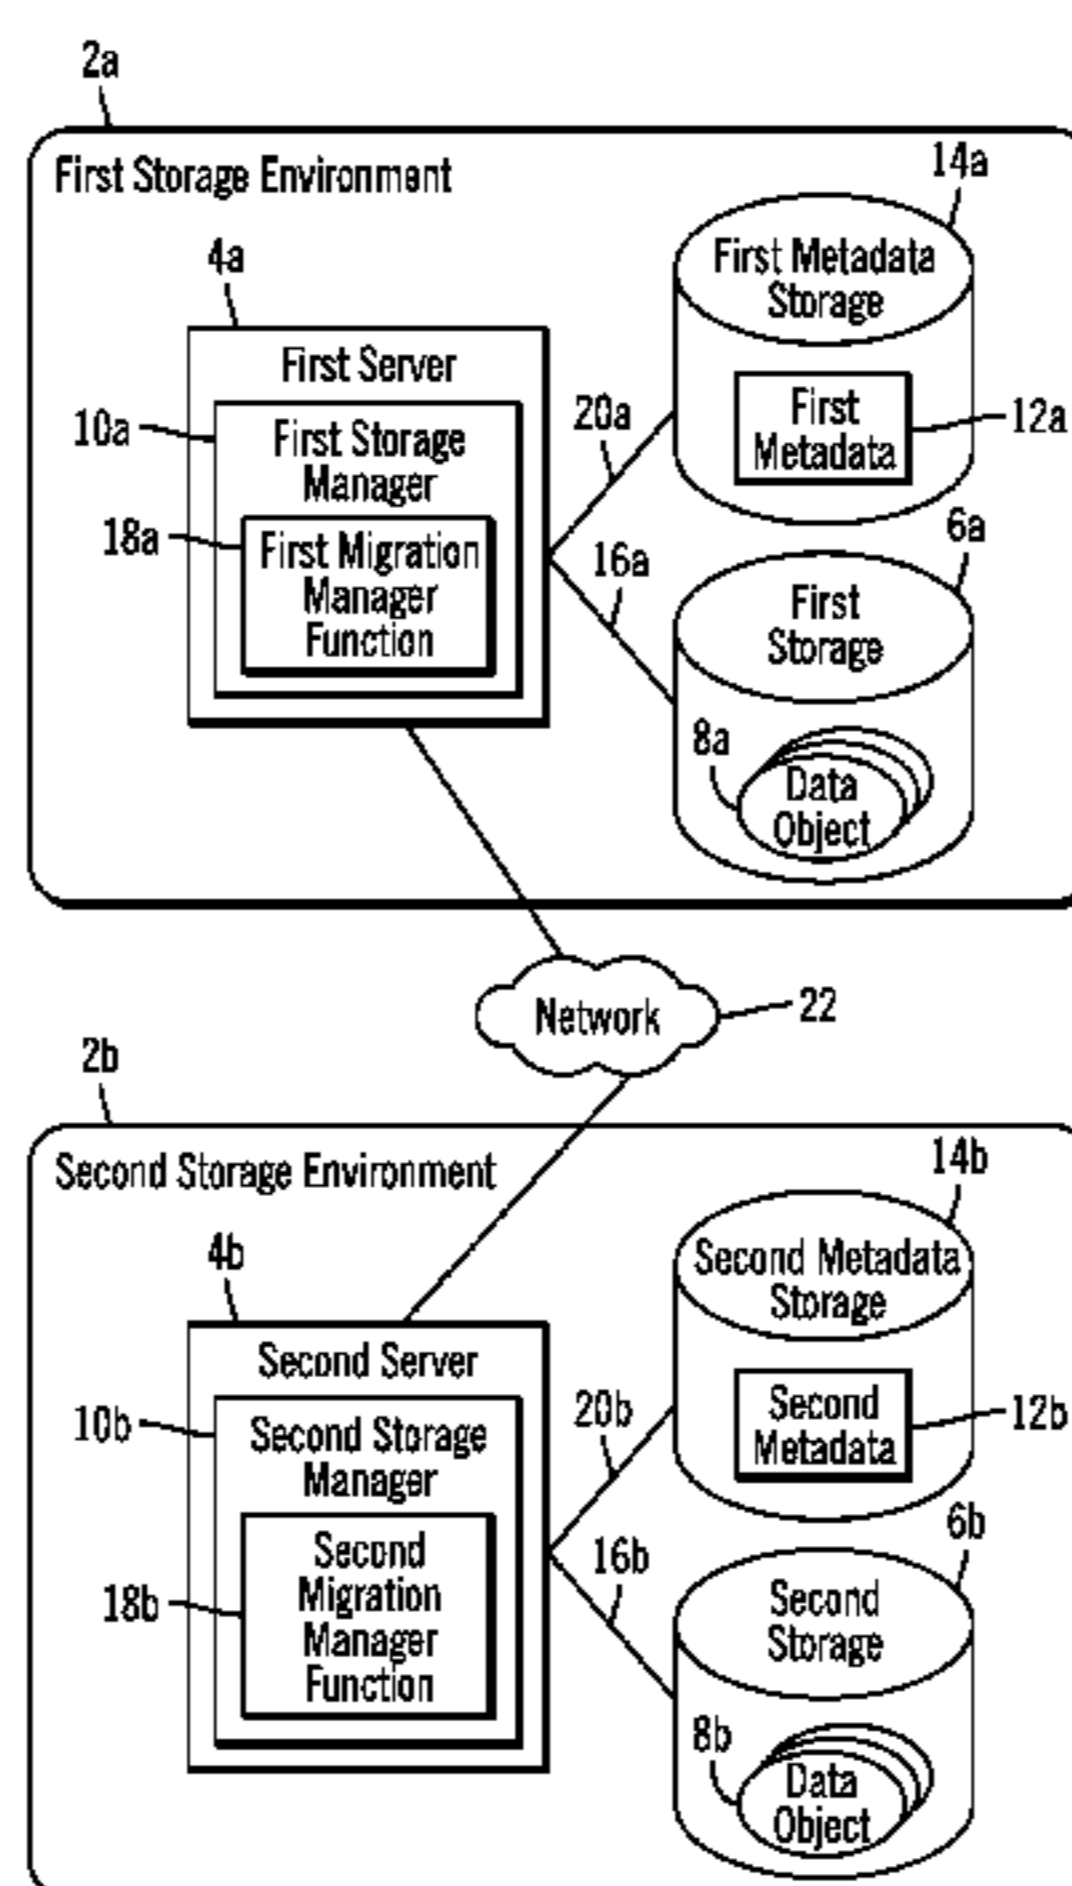 2a
First Storage Environment
14a
4a
First Metadata
Storage
First Server
10a
First Storage
Manager
20a
First
Metadata
12a
18a
First Migration
Manager
Function
16a
6a
First
Storage
8a
Data
Object
Network
22
2b
Second Storage Environment
14b
4b
Second Metadata
Storage
Second Server
10b
Second Storage
Manager
20b
Second
Metadata
12b
18b
Second
Migration
Manager
Function
16b
6b
Second
Storage
8b
Data
Object